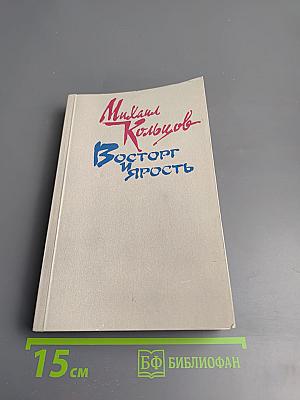 Михаил
Кольцов
Восторг
и ярость
15 см
БФ БИБЛИОФАН